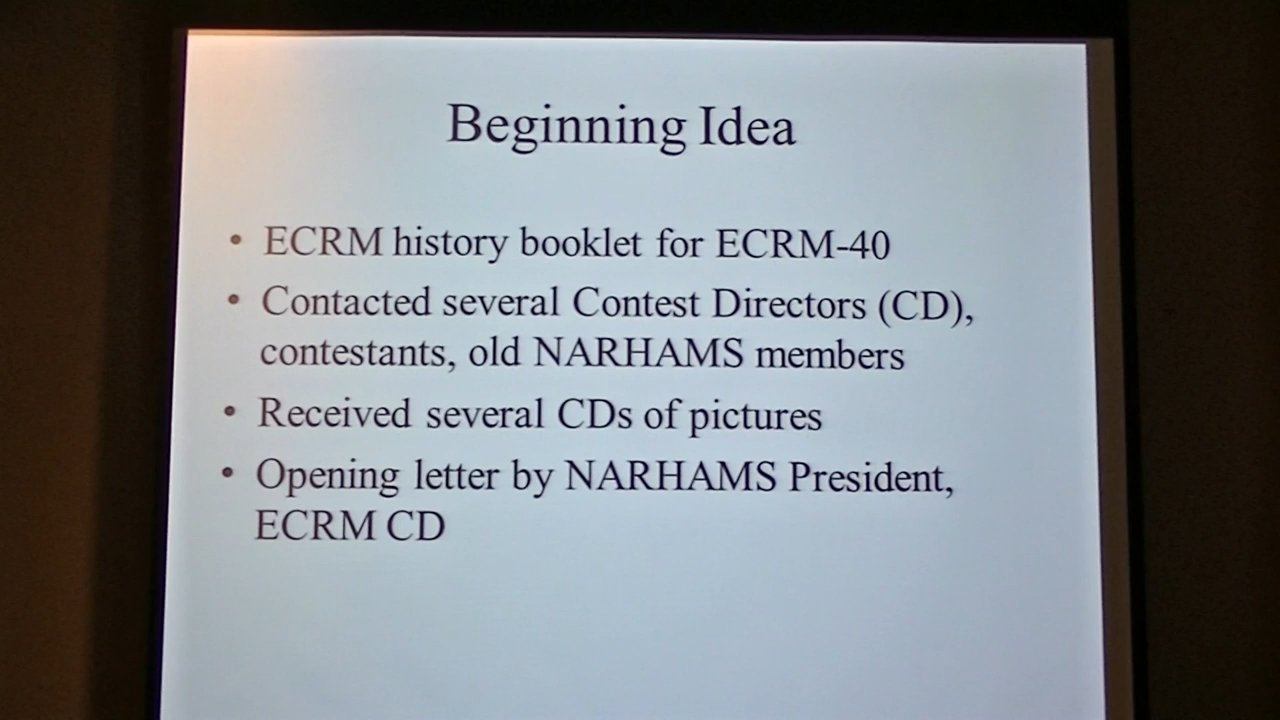 Beginning Idea
• ECRM history booklet for ECRM-40
• Contacted several Contest Directors (CD),
contestants, old NARHAMS members
• Received several CDs of pictures
• Opening letter by NARHAMS President,
ECRM CD